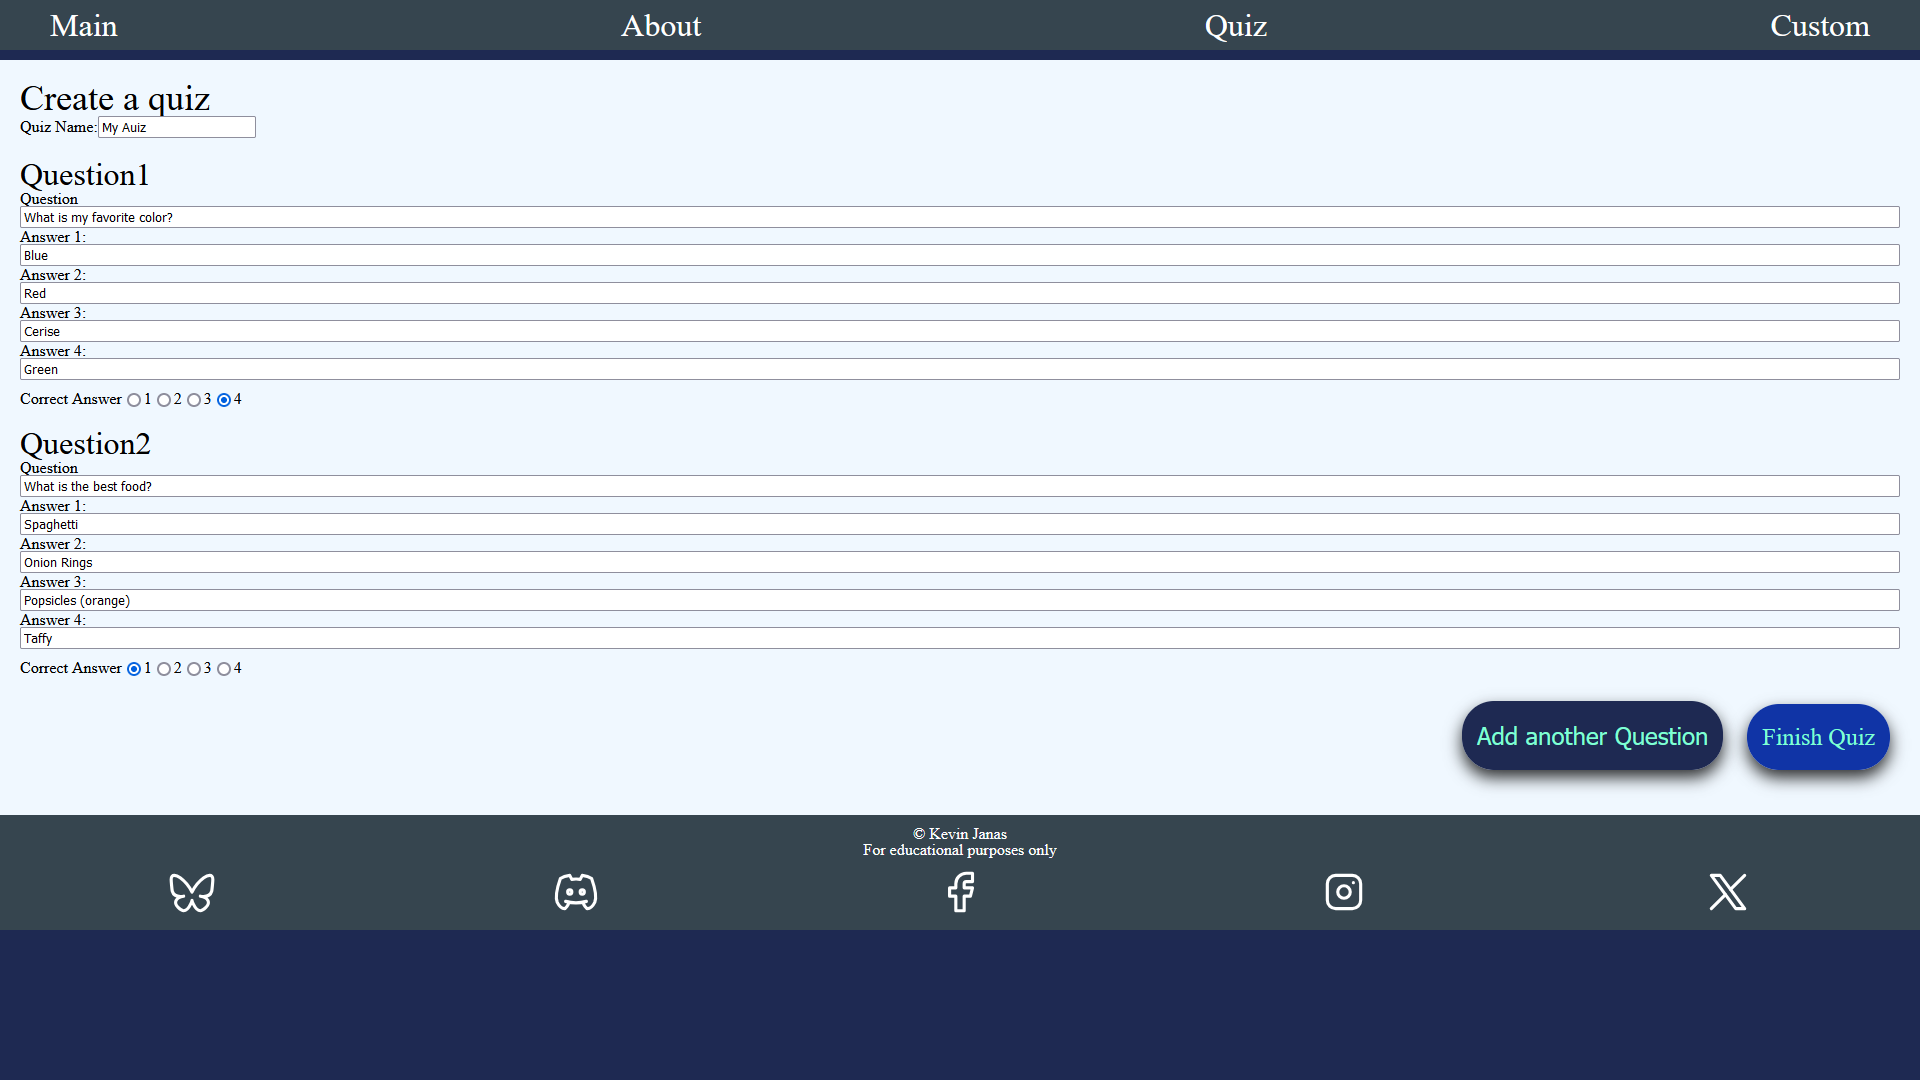 Main About Quiz Custom
Create a quiz
Quiz Name: My Auiz
Question1
Question
What is my favorite color?
Answer 1:
Blue
Answer 2:
Red
Answer 3:
Cerise
Answer 4:
Green
Correct Answer 1 2 3 4
Question2
Question
What is the best food?
Answer 1:
Spaghetti
Answer 2:
Onion Rings
Answer 3:
Popsicles (orange)
Answer 4:
Taffy
Correct Answer 1 2 3 4
Add another Question Finish Quiz
© Kevin Janas
For educational purposes only